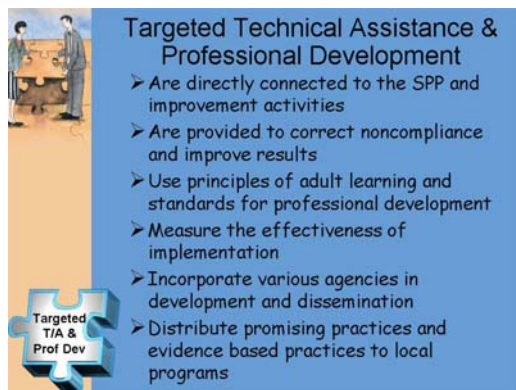 Targeted Technical Assistance &
Professional Development
➢Are directly connected to the SPP and
improvement activities
➢Are provided to correct noncompliance
and improve results
➢Use principles of adult learning and
standards for professional development
➢Measure the effectiveness of
implementation
➢Incorporate various agencies in
development and dissemination
➢Distribute promising practices and
evidence based practices to local
programs
Targeted
T/A &
Prof Dev